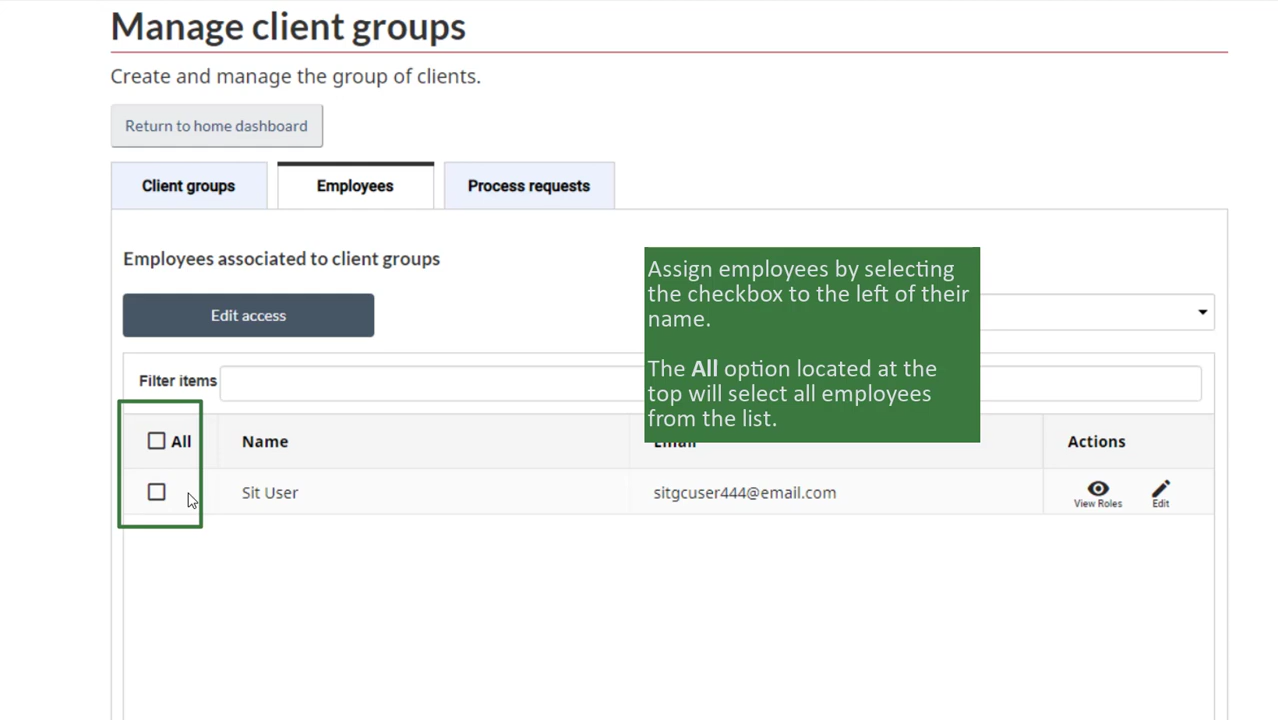 Manage client groups
Create and manage the group of clients.
Return to home dashboard
Client groups
Employees
Process requests
Employees associated to client groups
Edit access
Assign employees by selecting
the checkbox to the left of their
name.
The All option located at the
top will select all employees
from the list.
Filter items
All
Name
Email
Actions
Sit User
sitgcuser444@email.com
View Roles
Edit